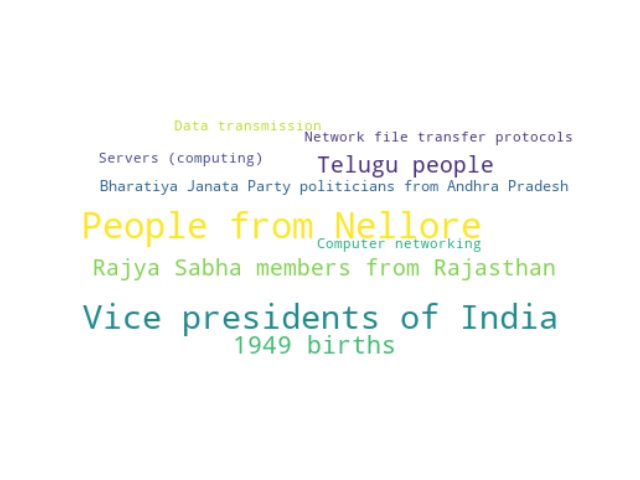 Data transmission
Network file transfer protocols
Servers (computing)
Telugu people
Bharatiya Janata Party politicians from Andhra Pradesh
People from Nellore
Computer networking
Rajya Sabha members from Rajasthan
Vice presidents of India
1949 births